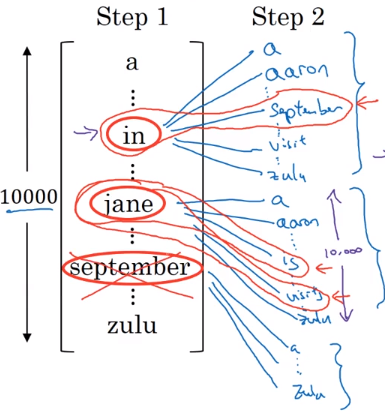 Step 1
Step 2
10000
a
in
jane
september
zulu
a
aaron
September
visit
zulu
a
aaron
is
visits
zulu
10,000
a
zulu